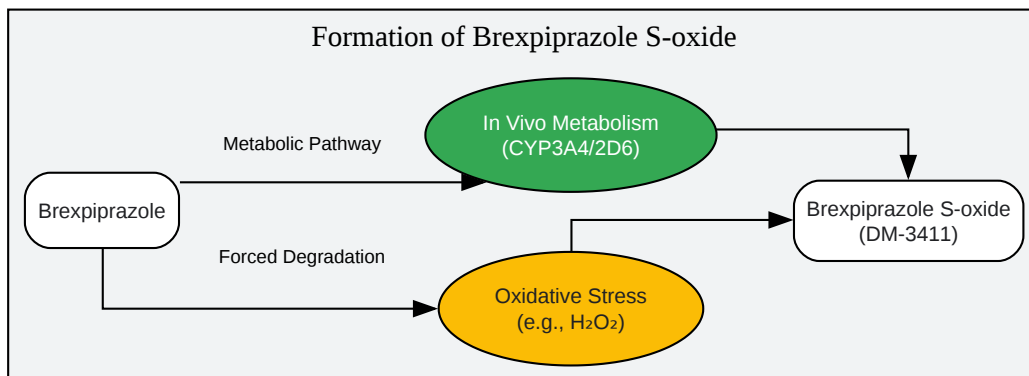 Formation of Brexpiprazole S-oxide
In Vivo Metabolism
(CYP3A4/2D6)
Metabolic Pathway
Brexpiprazole
Brexpiprazole S-oxide
(DM-3411)
Forced Degradation
Oxidative Stress
(e.g., H₂O₂)